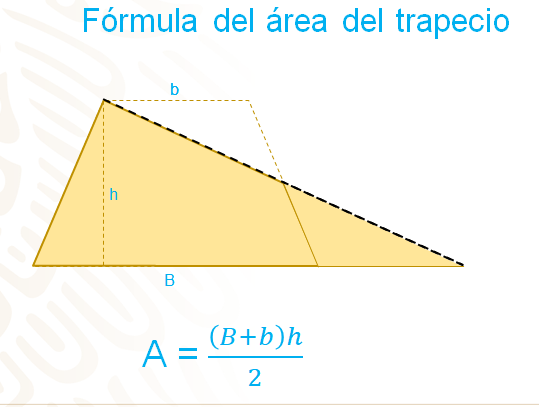 Fórmula del área del trapecio
b
h
B
A = (B+b)h/2